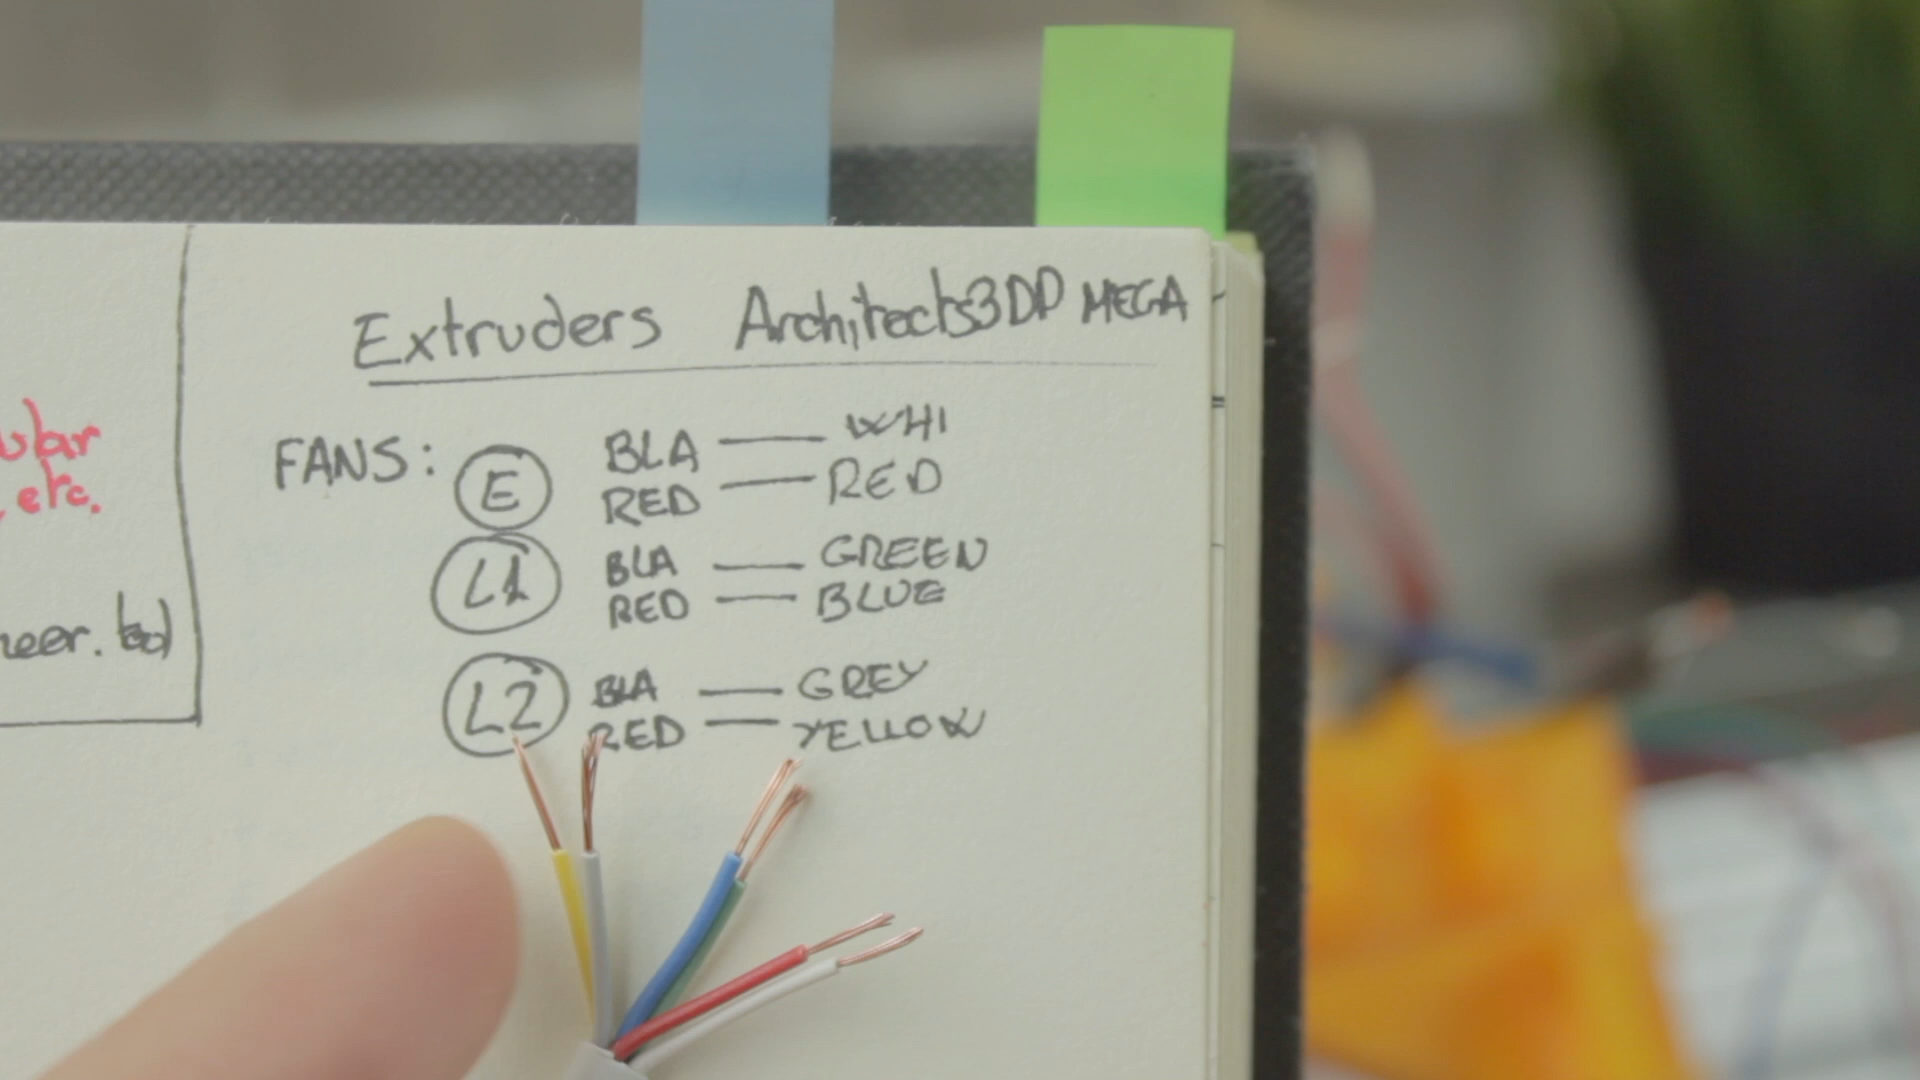 Extruders Architects3DP MEGA
FANS:
E BLA — WHI
RED — RED
L1 BLA — GREEN
RED — BLUE
L2 BLA — GREY
RED — YELLOW
etc.